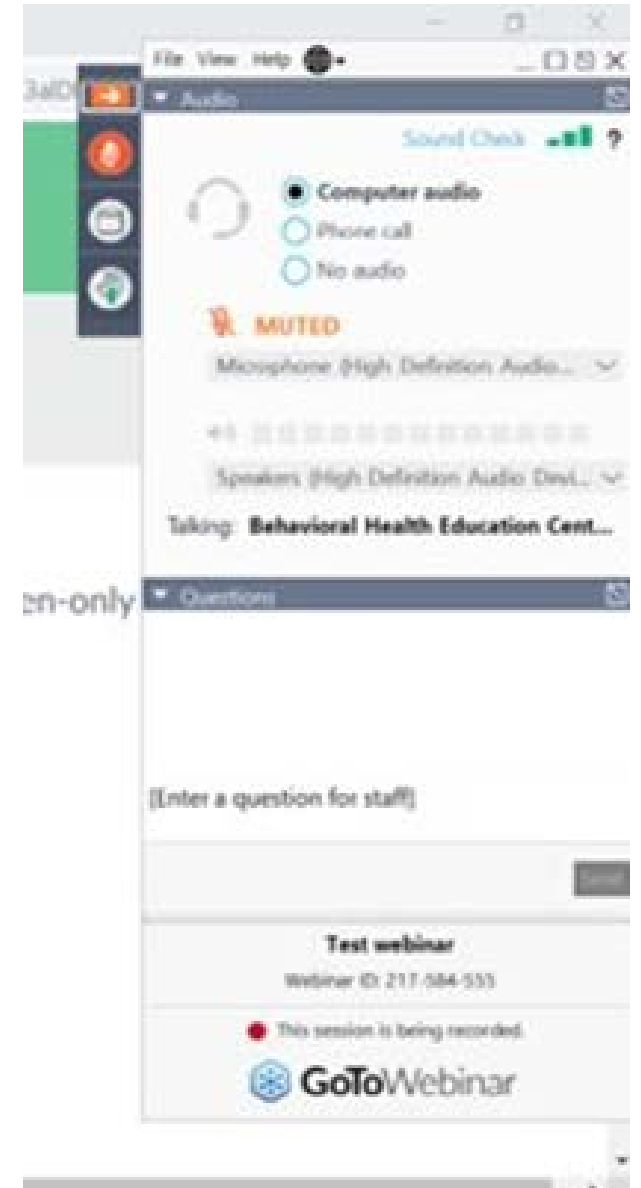 File View Help
3alD
Audio
Sound Check ?
Computer audio
Phone call
No audio
MUTED
Microphone (High Definition Audio...
Speakers (High Definition Audio Devi...
Talking: Behavioral Health Education Cent...
en-only
Questions
[Enter a question for staff]
Send
Test webinar
Webinar ID: 217-584-555
This session is being recorded.
GoToWebinar